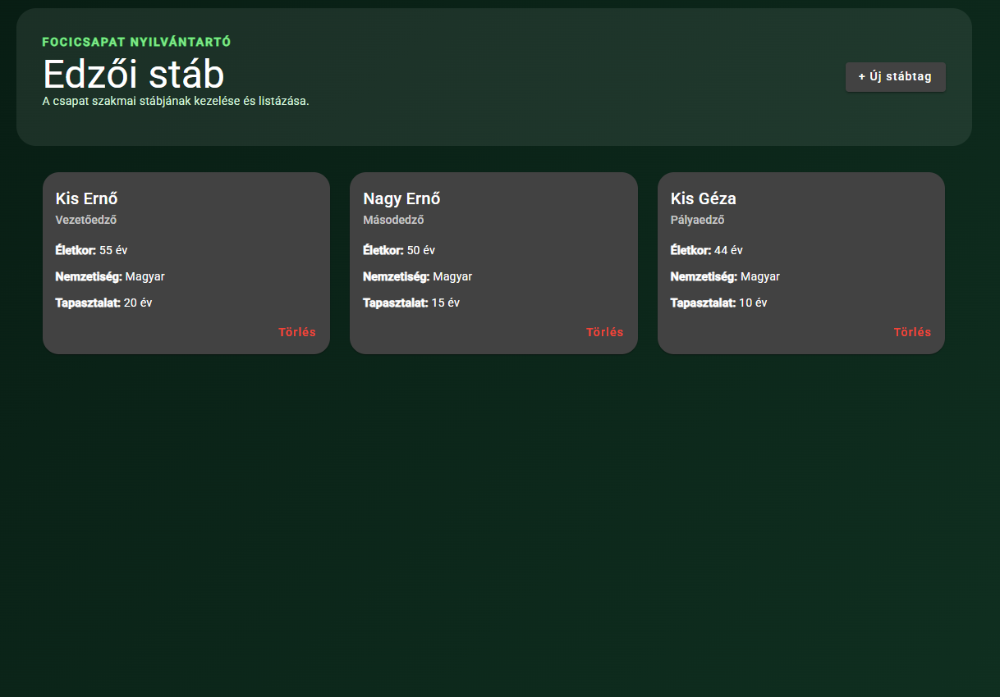 FOCICSAPAT NYILVÁNTARTÓ
Edzői stáb
A csapat szakmai stábjának kezelése és listázása.
+ Új stábtag
Kis Ernő
Vezetőedző
Életkor: 55 év
Nemzetiség: Magyar
Tapasztalat: 20 év
Törlés
Nagy Ernő
Másodedző
Életkor: 50 év
Nemzetiség: Magyar
Tapasztalat: 15 év
Törlés
Kis Géza
Pályaedző
Életkor: 44 év
Nemzetiség: Magyar
Tapasztalat: 10 év
Törlés